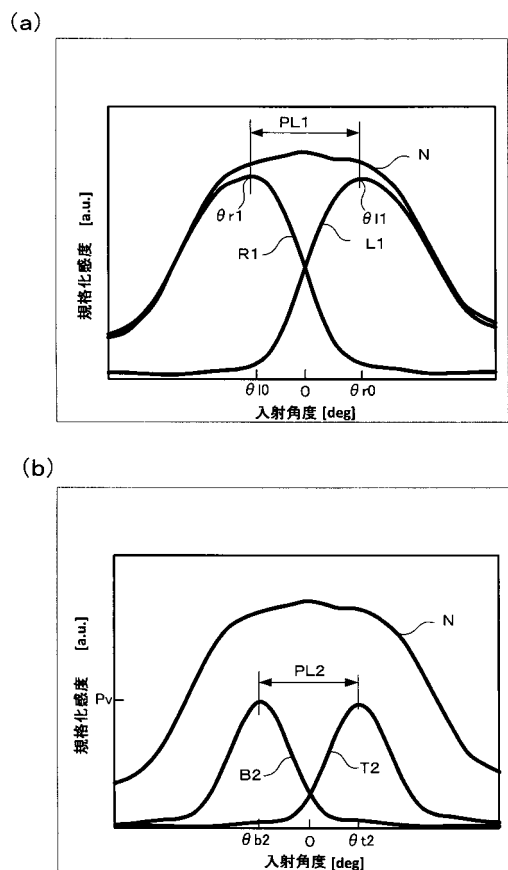 (a)
PL1
N
θr1
θl1
R1
L1
規格化感度 [a.u.]
θl0
0
θr0
入射角度 [deg]
(b)
N
PL2
Pv
B2
T2
規格化感度 [a.u.]
θb2
0
θt2
入射角度 [deg]